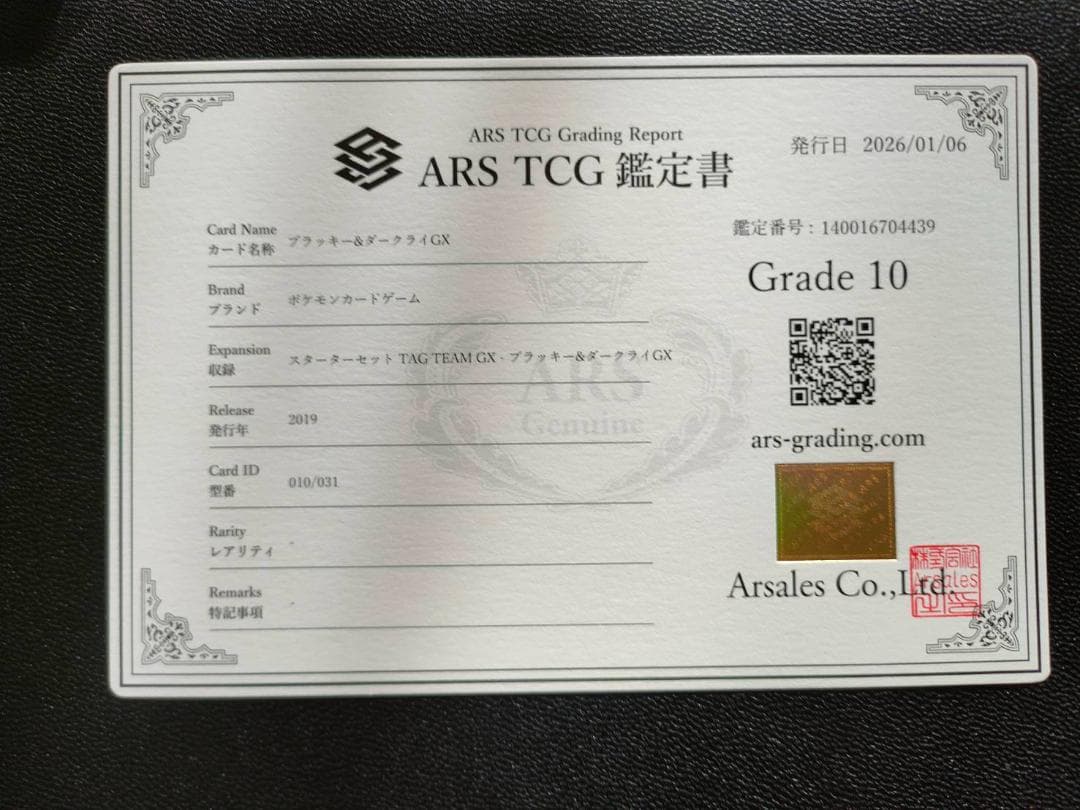 ARS TCG Grading Report
ARS TCG 鑑定書
発行日 2026/01/06
鑑定番号 : 140016704439
Grade 10
ars-grading.com
Arsales Co.,Ltd.
Arsales
Card Name
カード名称
ブラッキー&ダークライGX
Brand
ブランド
ポケモンカードゲーム
Expansion
収録
スターターセット TAG TEAM GX - ブラッキー&ダークライGX
Release
発行年
2019
Card ID
型番
010/031
Rarity
レアリティ
-
Remarks
特記事項
-
ARS
Genuine